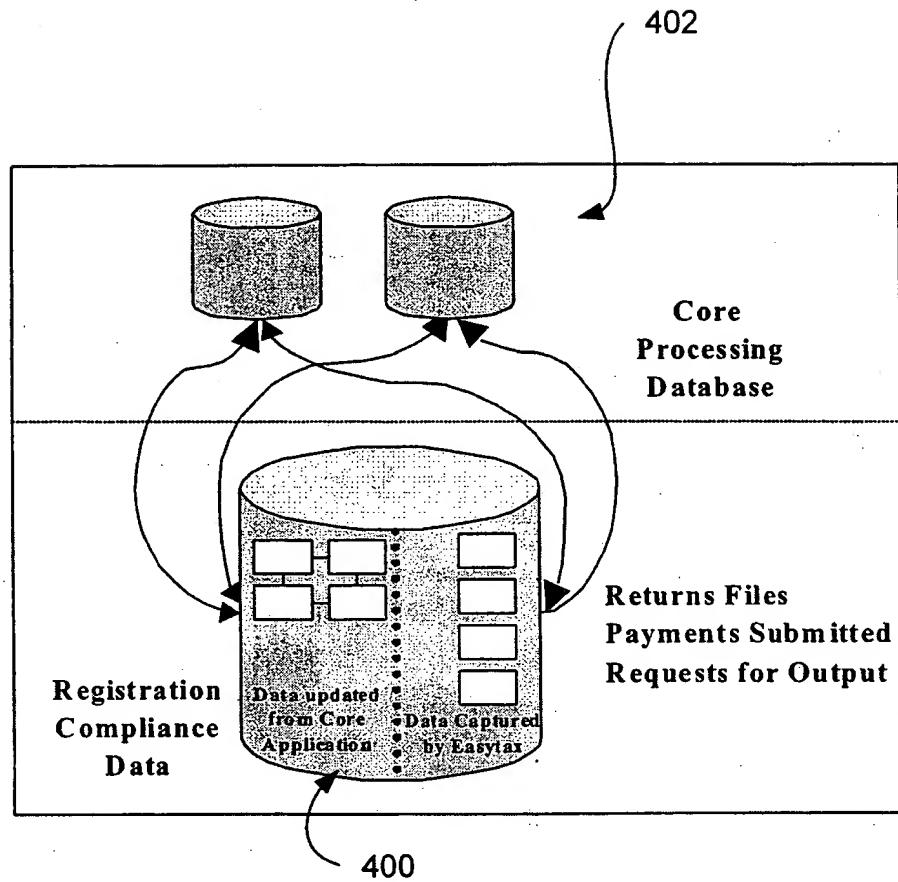 402
Core
Processing
Database
Returns Files
Payments Submitted
Requests for Output
Registration
Compliance
Data
Data updated
from Core
Application
Data Captured
by Easytax
400